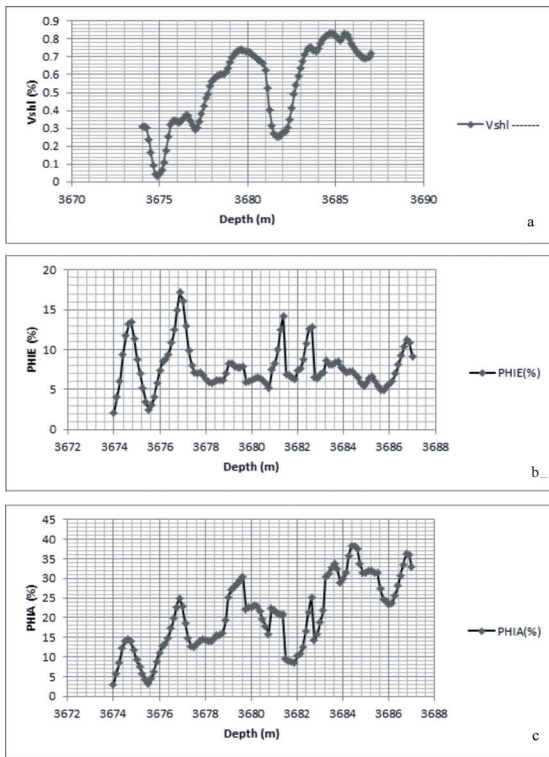 0.9
0.8
0.7
0.6
0.5
0.4
0.3
0.2
0.1
0
Vshl (%)
3670 3675 3680 3685 3690
Depth (m)
Vshl -------
a
20
15
10
5
0
PHIE (%)
3672 3674 3676 3678 3680 3682 3684 3686 3688
Depth (m)
PHIE(%)
b
45
40
35
30
25
20
15
10
5
0
PHIA (%)
3672 3674 3676 3678 3680 3682 3684 3686 3688
Depth (m)
PHIA(%)
c